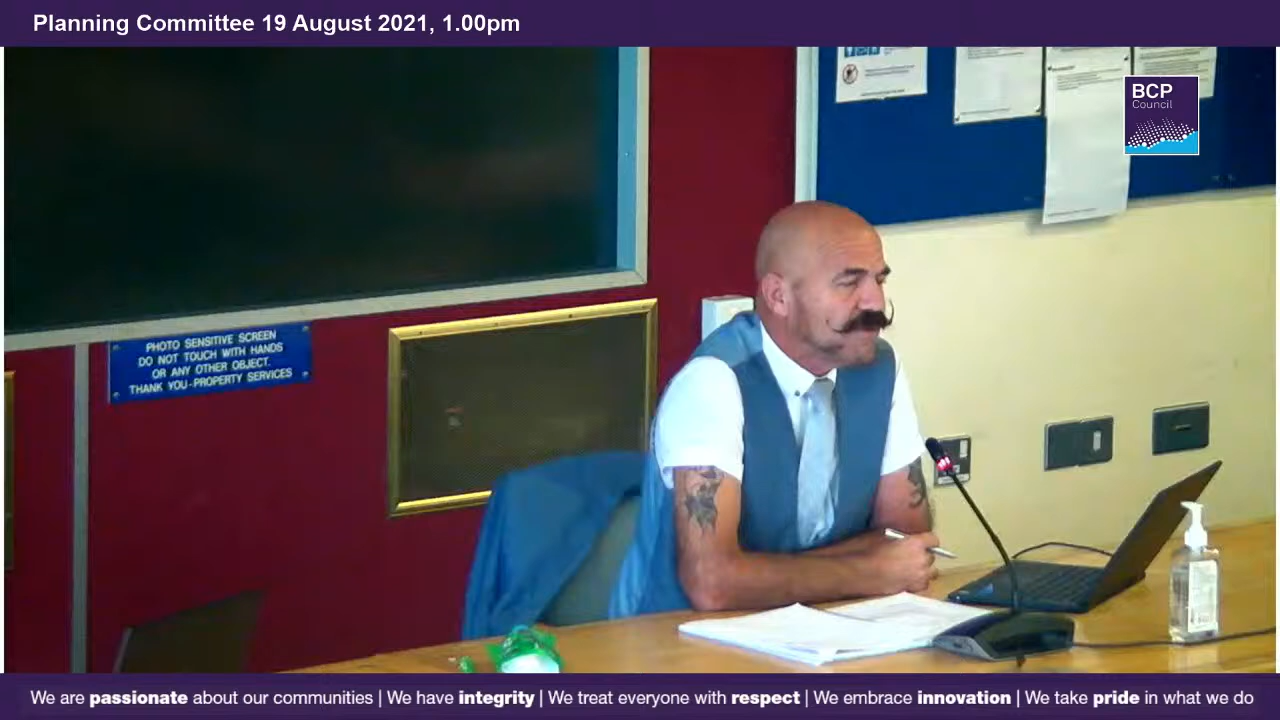 Planning Committee 19 August 2021, 1.00pm
BCP
Council
PHOTO SENSITIVE SCREEN
DO NOT TOUCH WITH HANDS
OR ANY OTHER OBJECT.
THANK YOU-PROPERTY SERVICES
We are passionate about our communities | We have integrity | We treat everyone with respect | We embrace innovation | We take pride in what we do